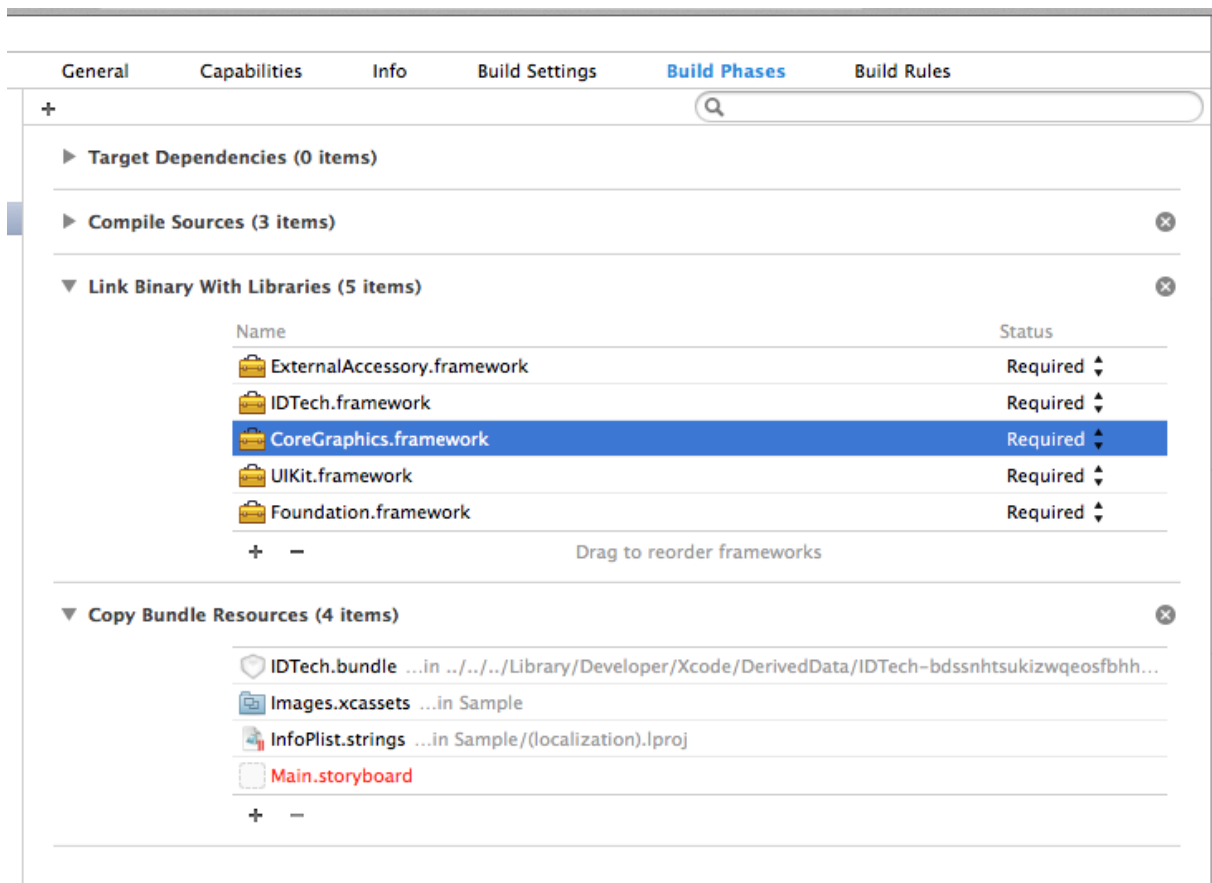 General Capabilities Info Build Settings Build Phases Build Rules
Target Dependencies (0 items)
Compile Sources (3 items)
Link Binary With Libraries (5 items)
Name Status
ExternalAccessory.framework Required
IDTech.framework Required
CoreGraphics.framework Required
UIKit.framework Required
Foundation.framework Required
+ − Drag to reorder frameworks
Copy Bundle Resources (4 items)
IDTech.bundle ...in ../../../Library/Developer/Xcode/DerivedData/IDTech-bdssnhtsukizwqeosfbhh...
Images.xcassets ...in Sample
InfoPlist.strings ...in Sample/(localization).lproj
Main.storyboard
+ −